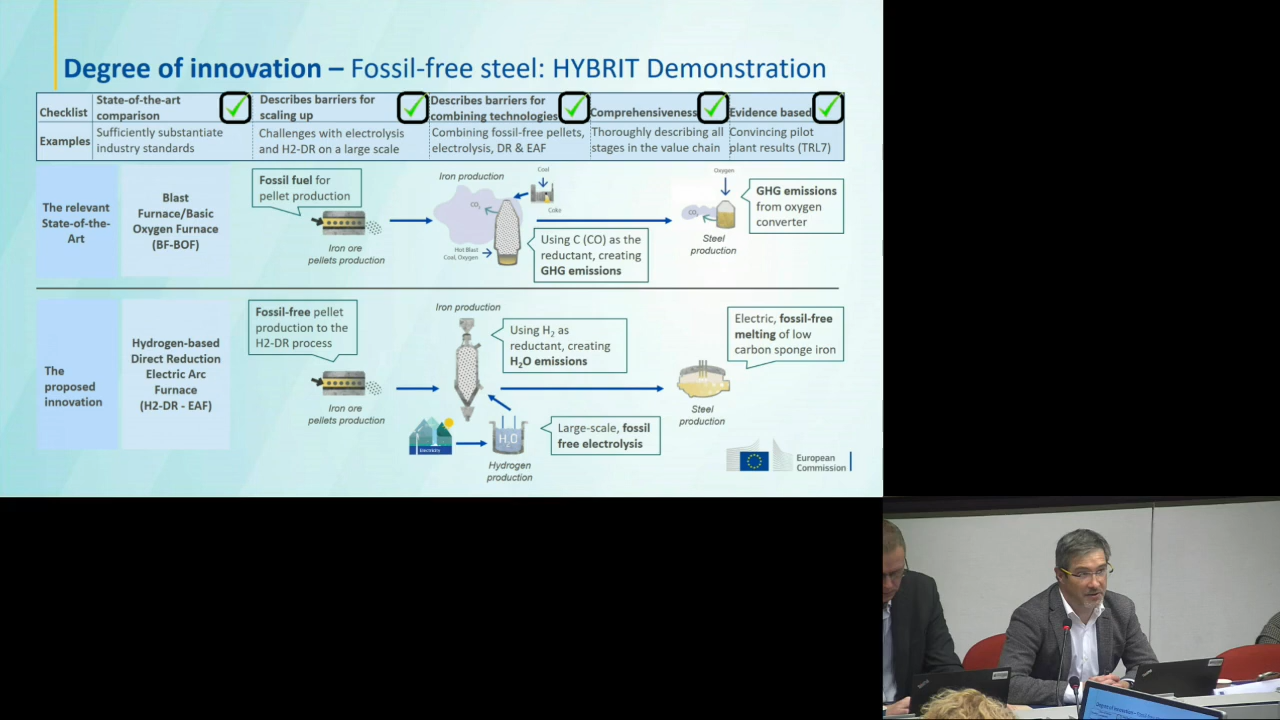 Degree of innovation – Fossil-free steel: HYBRIT Demonstration
Checklist
State-of-the-art
comparison
Describes barriers for
scaling up
Describes barriers for
combining technologies
Comprehensiveness
Evidence based
Examples
Sufficiently substantiate
industry standards
Challenges with electrolysis
and H2-DR on a large scale
Combining fossil-free pellets,
electrolysis, DR & EAF
Thoroughly describing all
stages in the value chain
Convincing pilot
plant results (TRL7)
The relevant
State-of-the-
Art
Blast
Furnace/Basic
Oxygen Furnace
(BF-BOF)
Fossil fuel for
pellet production
Iron ore
pellets production
Iron production
CO2
Coal
Coke
Hot Blast
Coal, Oxygen
Using C (CO) as the
reductant, creating
GHG emissions
Oxygen
CO2
Steel
production
GHG emissions
from oxygen
converter
The
proposed
innovation
Hydrogen-based
Direct Reduction
Electric Arc
Furnace
(H2-DR - EAF)
Fossil-free pellet
production to the
H2-DR process
Iron ore
pellets production
Iron production
Using H2 as
reductant, creating
H2O emissions
Electricity
H2O
Hydrogen
production
Large-scale, fossil
free electrolysis
Steel
production
Electric, fossil-free
melting of low
carbon sponge iron
European
Commission